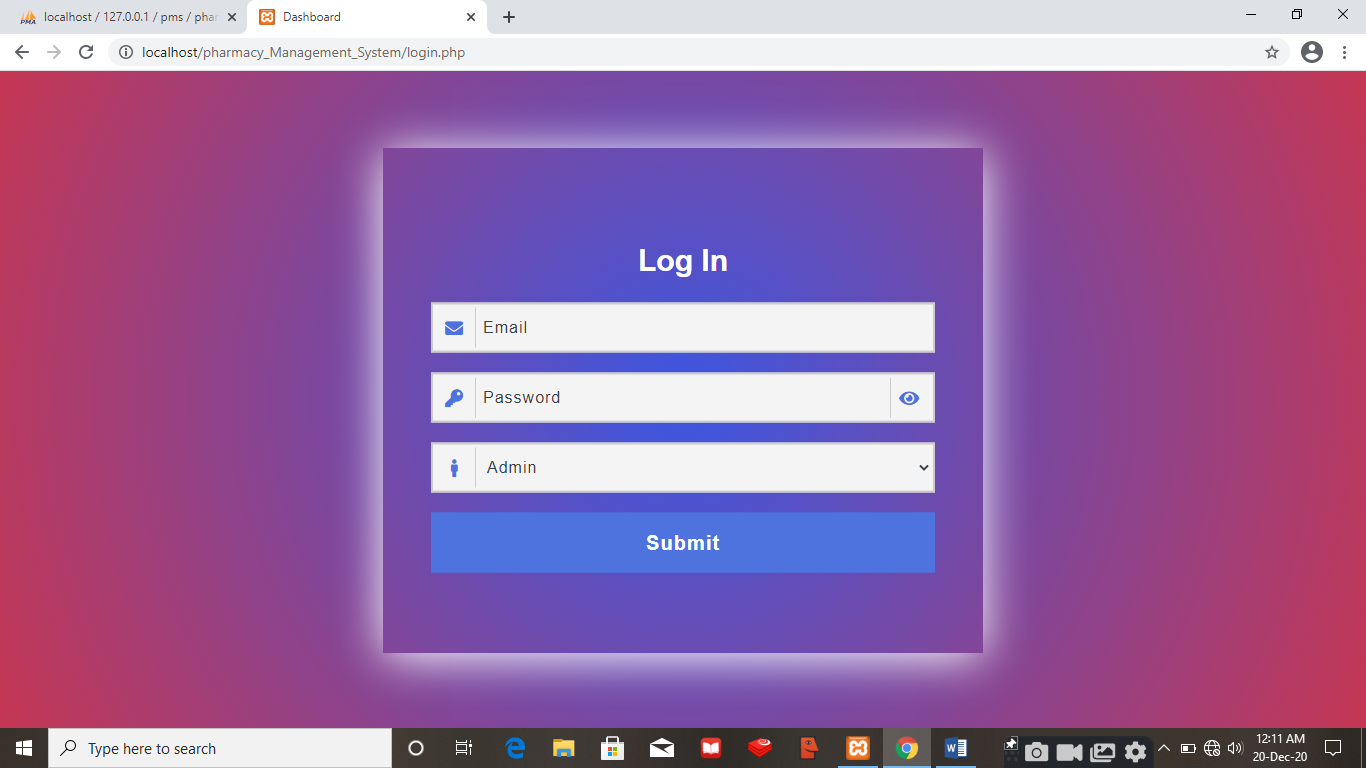 localhost / 127.0.0.1 / pms / phar
Dashboard
localhost/pharmacy_Management_System/login.php
Log In
Email
Password
Admin
Submit
Type here to search
12:11 AM
20-Dec-20